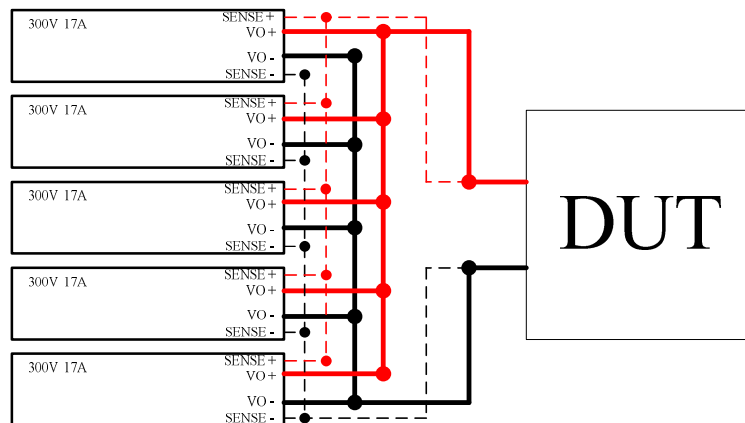 SENSE+
300V 17A
VO+
VO-
SENSE-
SENSE+
300V 17A
VO+
VO-
SENSE-
SENSE+
300V 17A
VO+
VO-
SENSE-
DUT
SENSE+
300V 17A
VO+
VO-
SENSE-
SENSE+
300V 17A
VO+
VO-
SENSE-